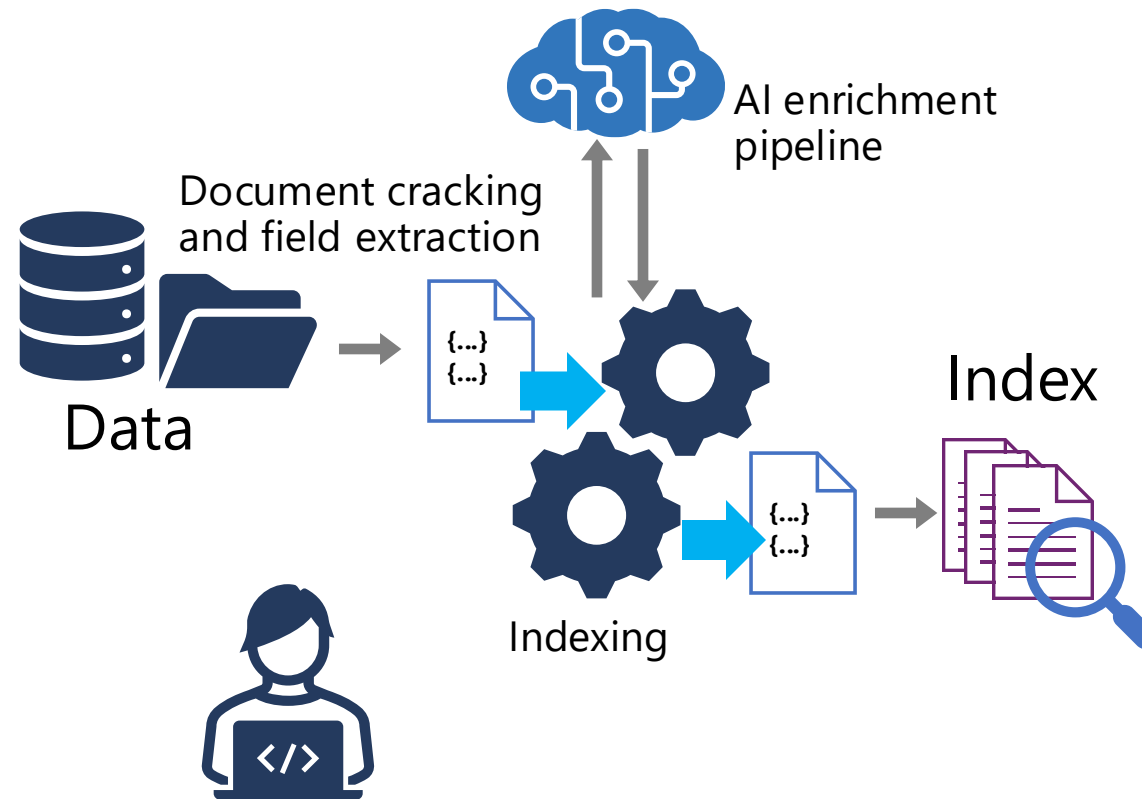 AI enrichment
pipeline
Document cracking
and field extraction
{...}
{...}
Data
Index
{...}
{...}
Indexing
</>